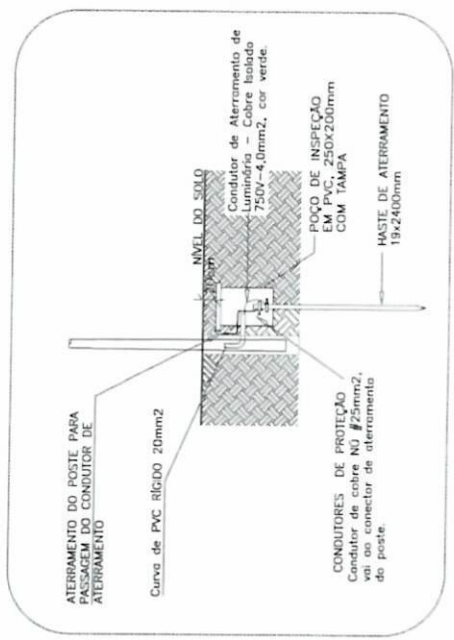 ATERRAMENTO DO POSTE PARA
PASSAGEM DO CONDUTOR DE
ATERRAMENTO
Curva de PVC RÍGIDO 20mm2
CONDUTORES DE PROTEÇÃO
Condutor de cobre NÚ #25mm2,
vai ao conector de aterramento
do poste.
NÍVEL DO SOLO
Condutor de Aterramento de
Luminária – Cobre Isolado
750V-4,0mm2, cor verde.
POÇO DE INSPEÇÃO
EM PVC, 250X200mm
COM TAMPA
HASTE DE ATERRAMENTO
19x2400mm